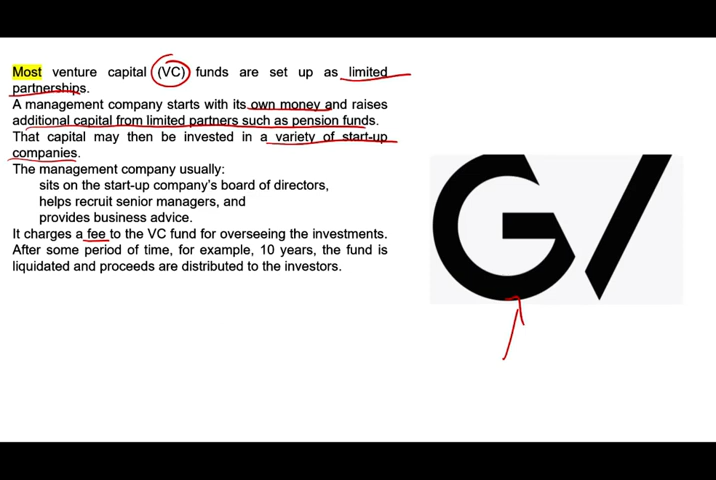 Most venture capital (VC) funds are set up as limited
partnerships.
A management company starts with its own money and raises
additional capital from limited partners such as pension funds.
That capital may then be invested in a variety of start-up
companies.
The management company usually:
sits on the start-up company's board of directors,
helps recruit senior managers, and
provides business advice.
It charges a fee to the VC fund for overseeing the investments.
After some period of time, for example, 10 years, the fund is
liquidated and proceeds are distributed to the investors.
GV